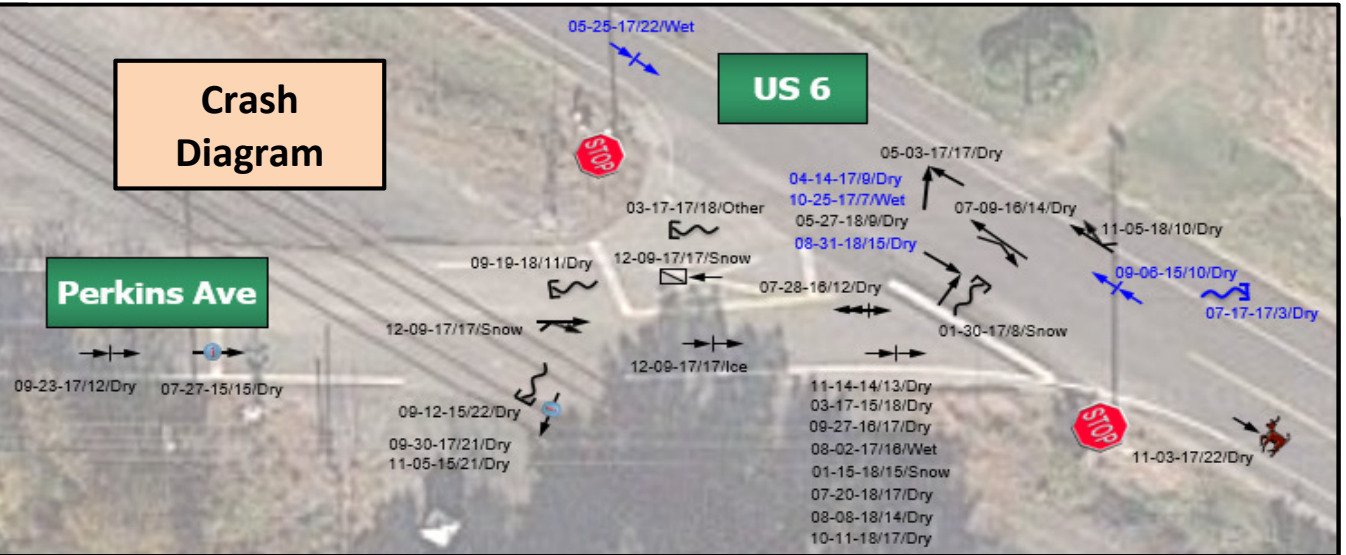 05-25-17/22/Wet
Crash
Diagram
US 6
STOP
05-03-17/17/Dry
04-14-17/9/Dry
10-25-17/7/Wet
05-27-18/9/Dry
08-31-18/15/Dry
03-17-17/18/Other
07-09-16/14/Dry
11-05-18/10/Dry
12-09-17/17/Snow
09-19-18/11/Dry
07-28-16/12/Dry
09-06-15/10/Dry
07-17-17/3/Dry
Perkins Ave
12-09-17/17/Snow
01-30-17/8/Snow
12-09-17/17/Ice
09-23-17/12/Dry
07-27-15/15/Dry
09-12-15/22/Dry
09-30-17/21/Dry
11-05-15/21/Dry
11-14-14/13/Dry
03-17-15/18/Dry
09-27-16/17/Dry
08-02-17/16/Wet
01-15-18/15/Snow
07-20-18/17/Dry
08-08-18/14/Dry
10-11-18/17/Dry
STOP
11-03-17/22/Dry